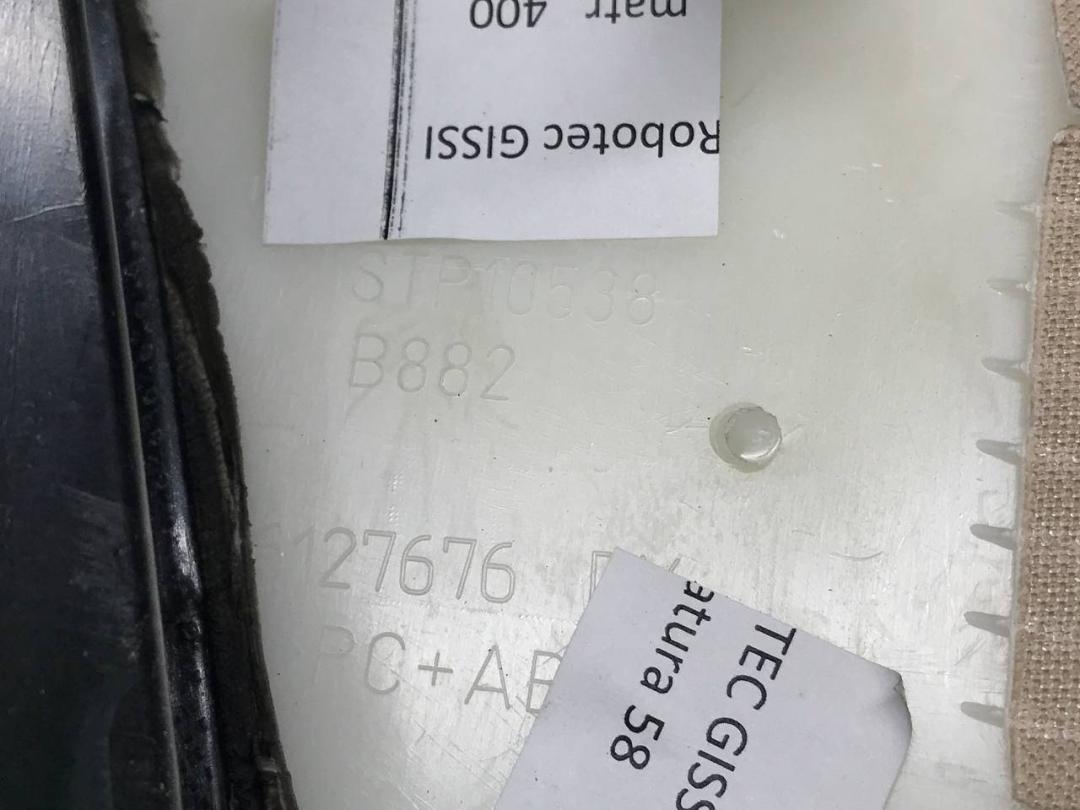 matr 400
Robotec GISSI
STP10538
B882
127676
PC+AB
TEC GISS
atura 58